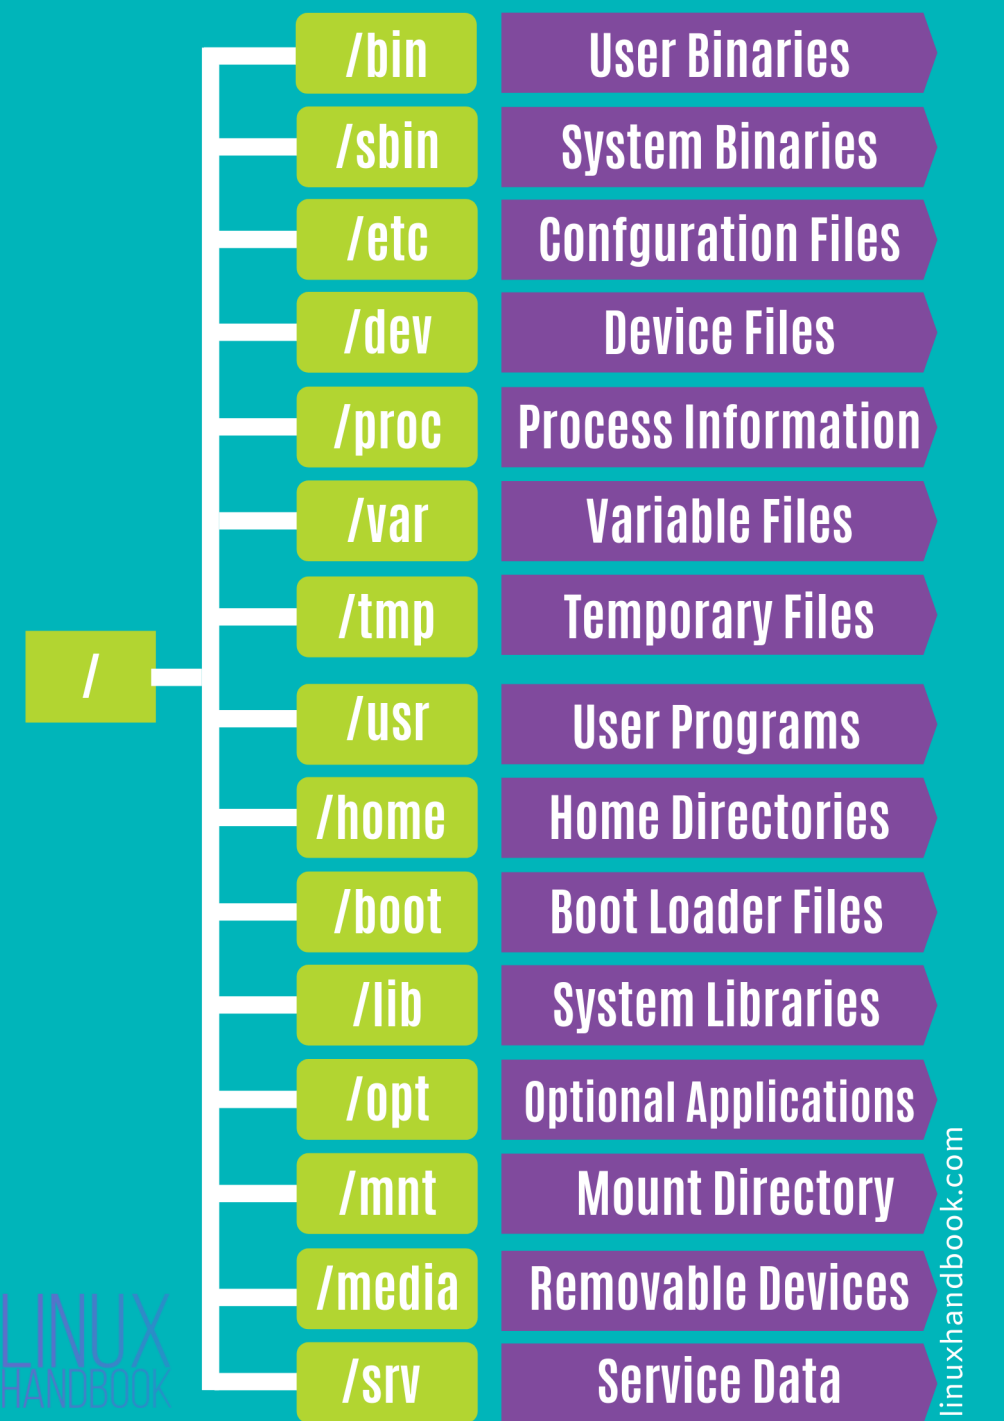 /bin User Binaries
/sbin System Binaries
/etc Confguration Files
/dev Device Files
/proc Process Information
/var Variable Files
/tmp Temporary Files
/
/usr User Programs
/home Home Directories
/boot Boot Loader Files
/lib System Libraries
/opt Optional Applications
/mnt Mount Directory
/media Removable Devices
/srv Service Data
LINUX
HANDBOOK
linuxhandbook.com